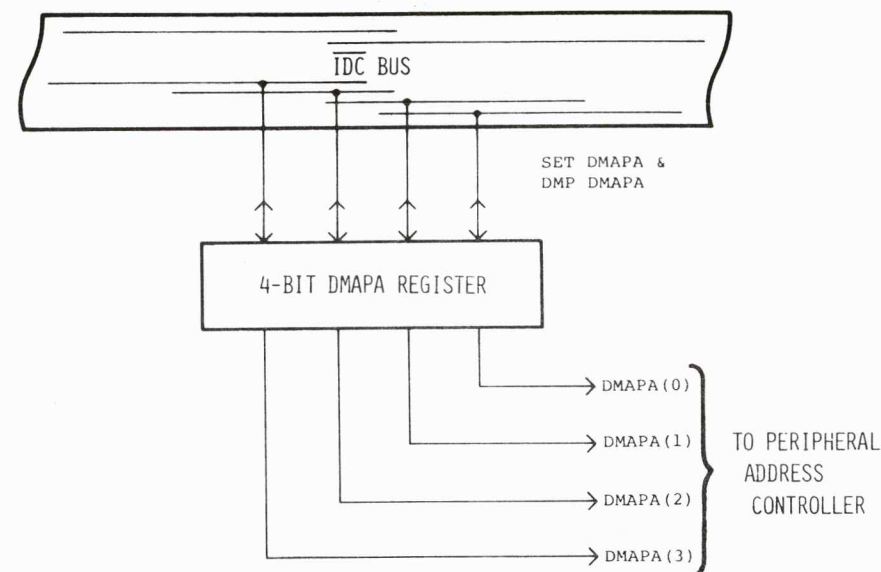 IDC BUS
SET DMAPA &
DMP DMAPA
4-BIT DMAPA REGISTER
DMAPA(0)
DMAPA(1)
DMAPA(2)
DMAPA(3)
TO PERIPHERAL
ADDRESS
CONTROLLER